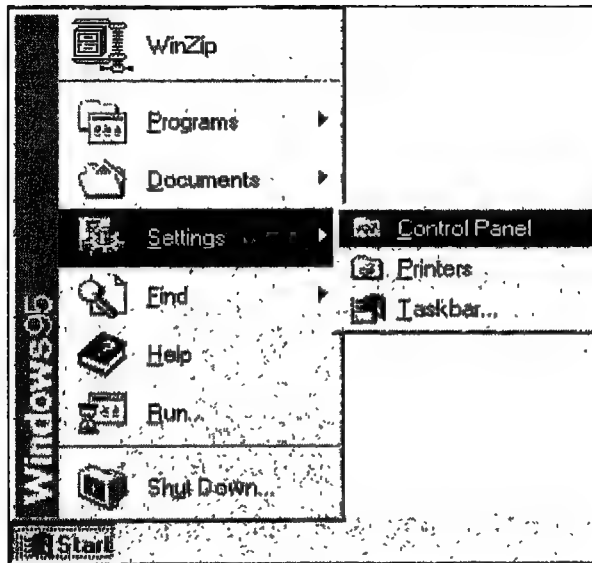 WinZip
Programs
Documents
Settings
Control Panel
Printers
Taskbar...
Find
Help
Run...
Shut Down...
Windows95
Start